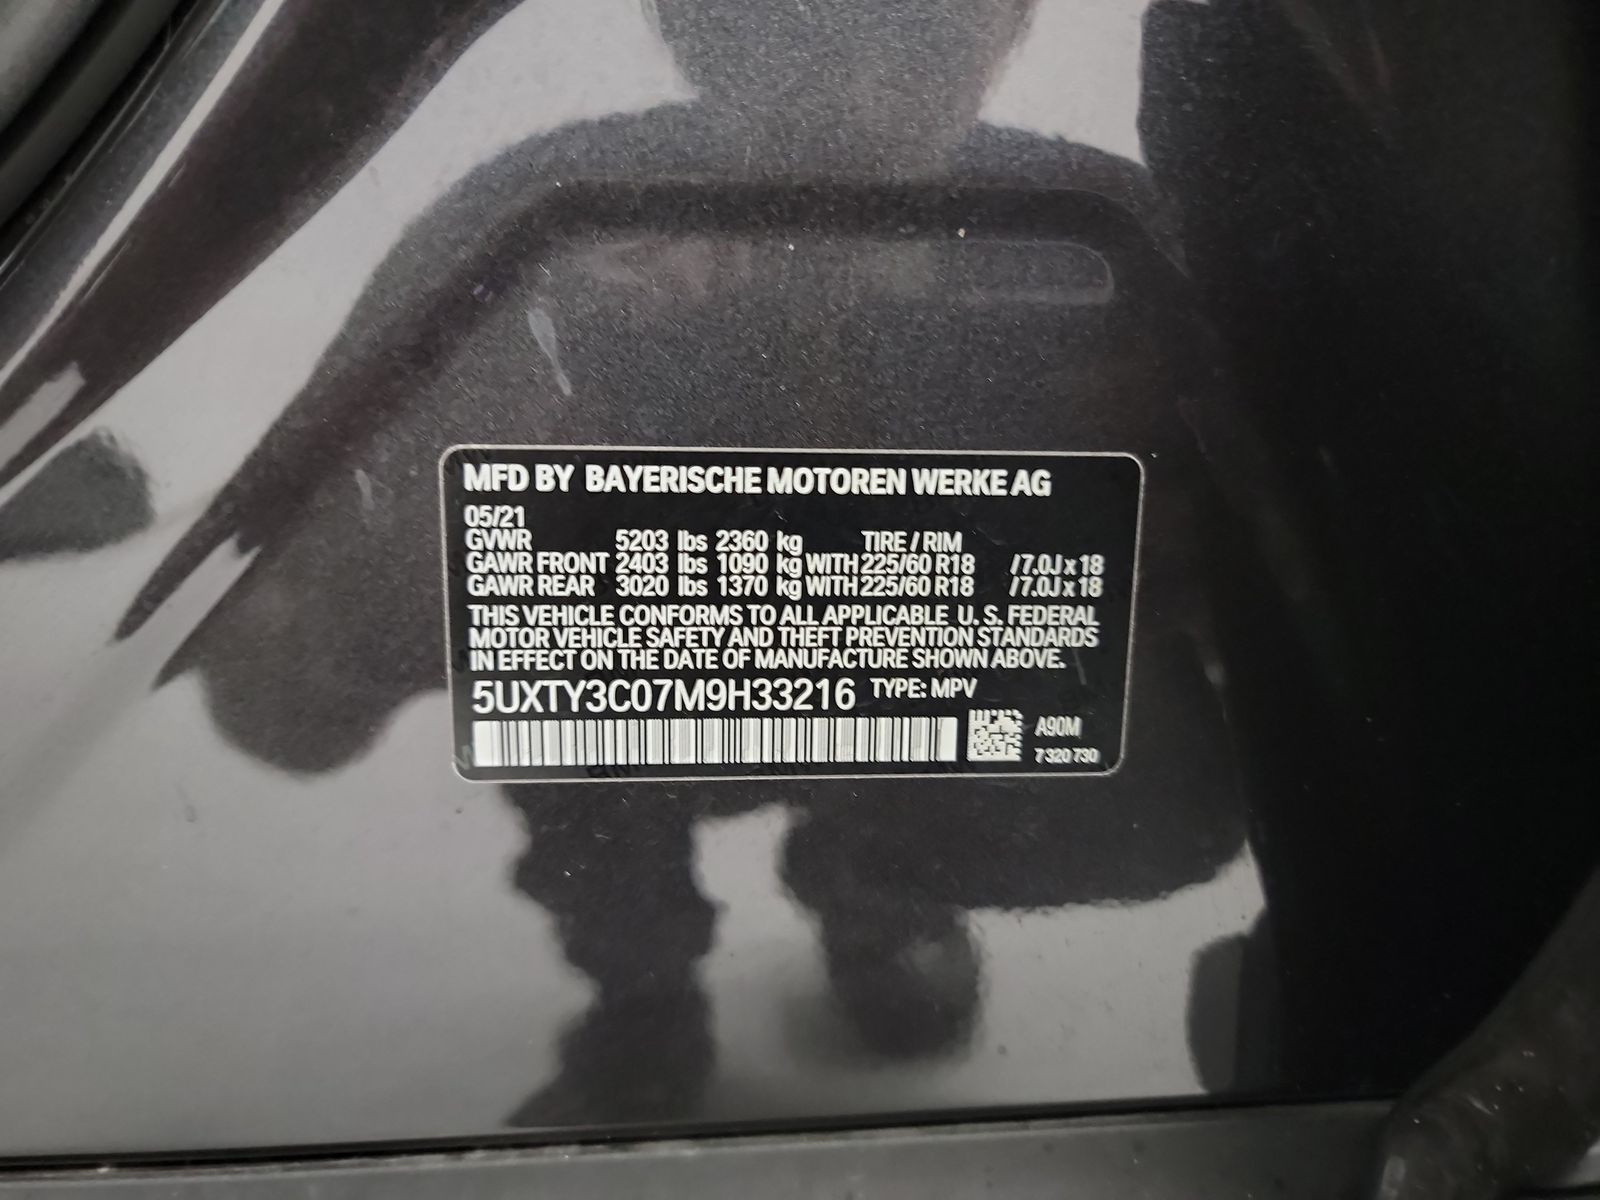 MFD BY BAYERISCHE MOTOREN WERKE AG
05/21
GVWR 5203 lbs 2360 kg TIRE / RIM
GAWR FRONT 2403 lbs 1090 kg WITH 225/60 R18 /7.0J x 18
GAWR REAR 3020 lbs 1370 kg WITH 225/60 R18 /7.0J x 18
THIS VEHICLE CONFORMS TO ALL APPLICABLE U. S. FEDERAL
MOTOR VEHICLE SAFETY AND THEFT PREVENTION STANDARDS
IN EFFECT ON THE DATE OF MANUFACTURE SHOWN ABOVE.
5UXTY3C07M9H33216 TYPE: MPV
A90M
7 320 730